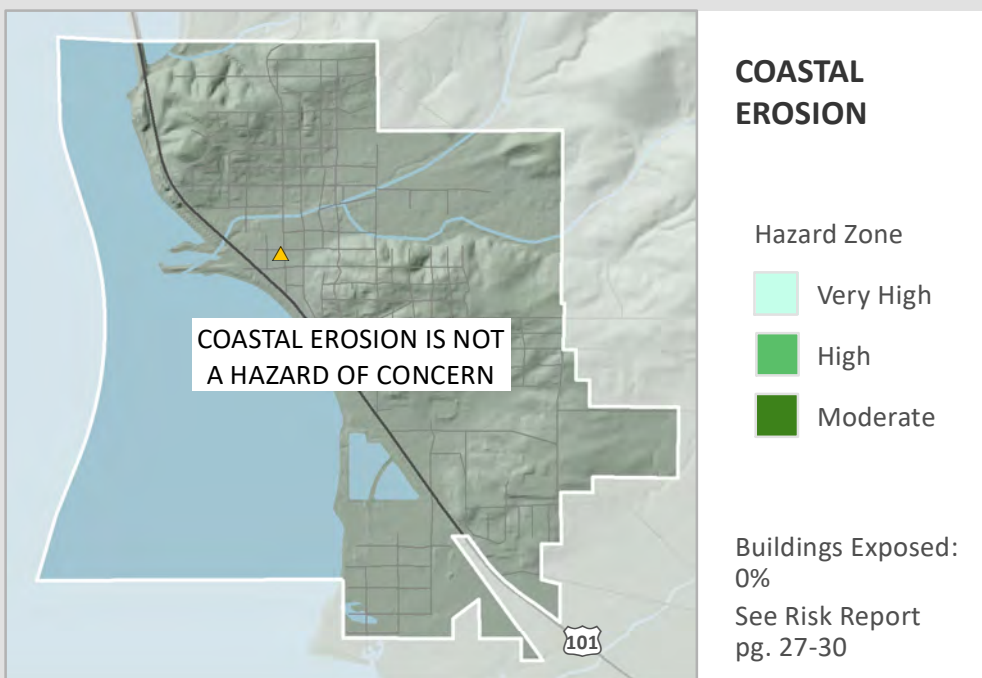 COASTAL
EROSION
Hazard Zone
Very High
High
Moderate
COASTAL EROSION IS NOT
A HAZARD OF CONCERN
Buildings Exposed:
0%
See Risk Report
pg. 27-30
101